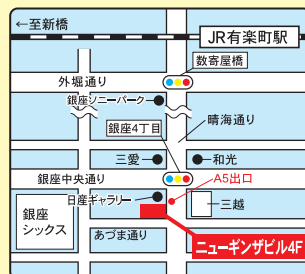 ←至新橋
JR有楽町駅
数寄屋橋
外堀通り
銀座ソニーパーク
晴海通り
銀座4丁目
三愛
和光
銀座中央通り
A5出口
日産ギャラリー
三越
銀座
シックス
あづま通り
ニューギンザビル4F